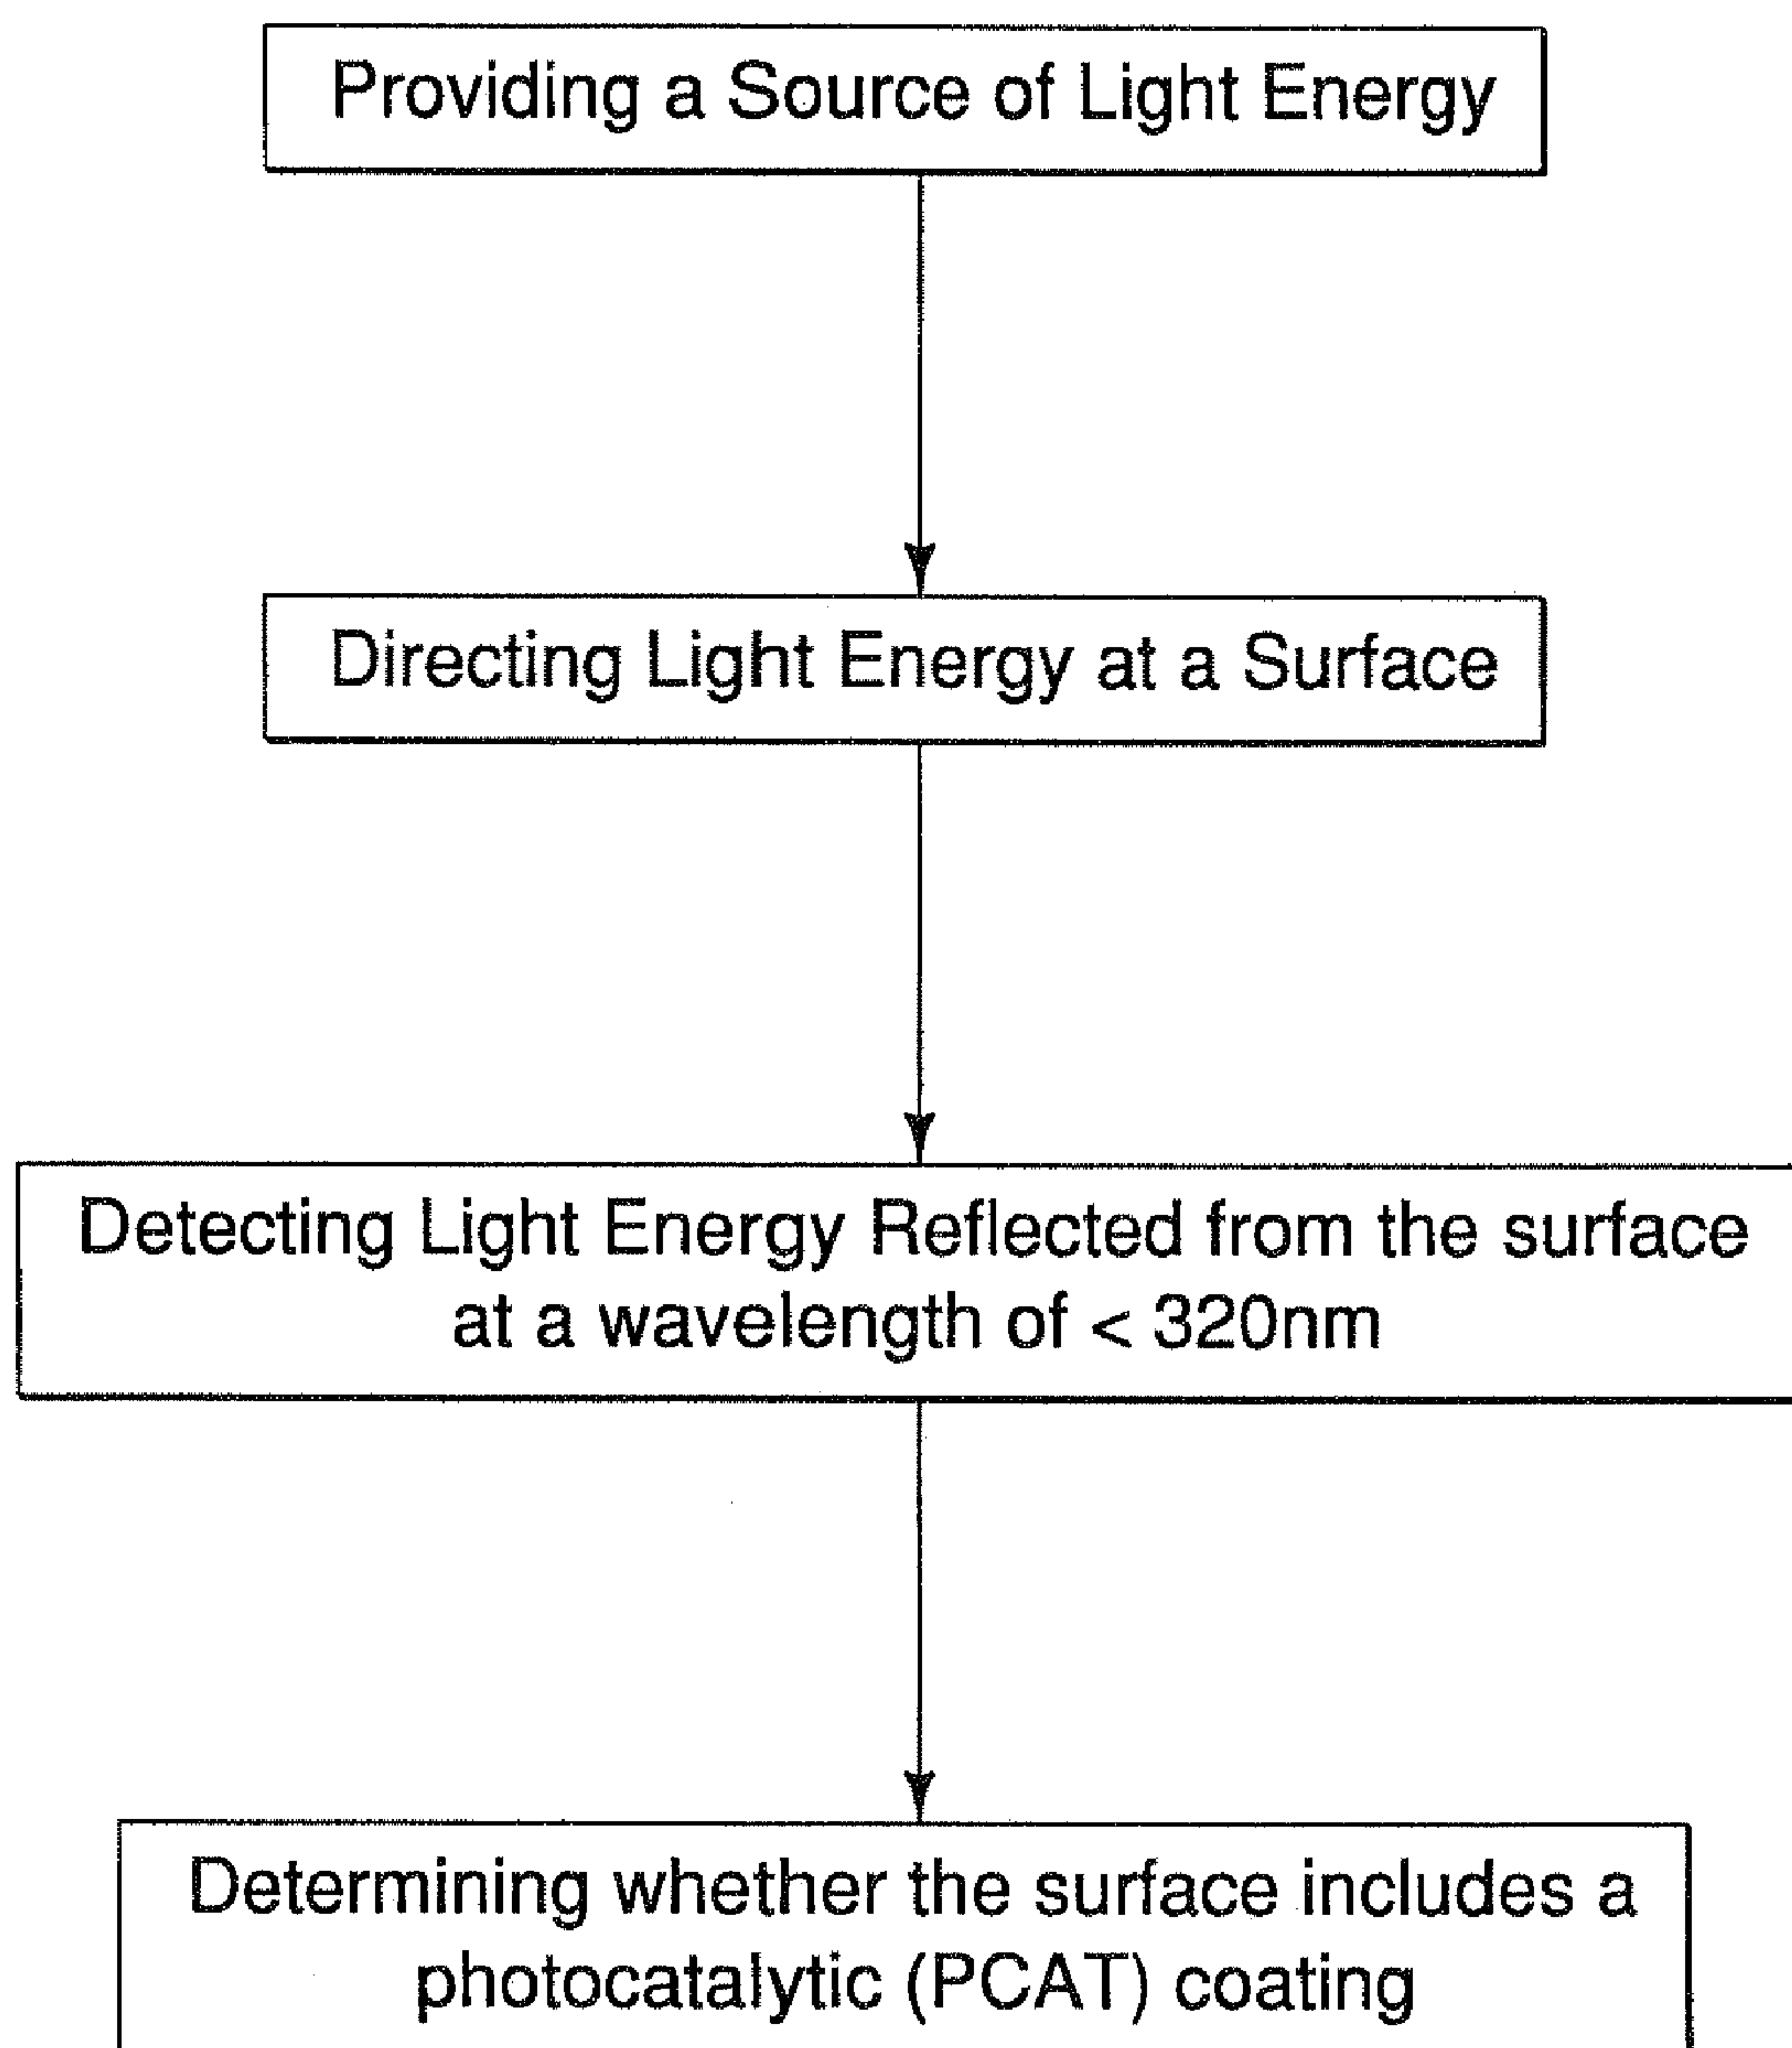 Providing a Source of Light Energy
Directing Light Energy at a Surface
Detecting Light Energy Reflected from the surface
at a wavelength of < 320nm
Determining whether the surface includes a
photocatalytic (PCAT) coating